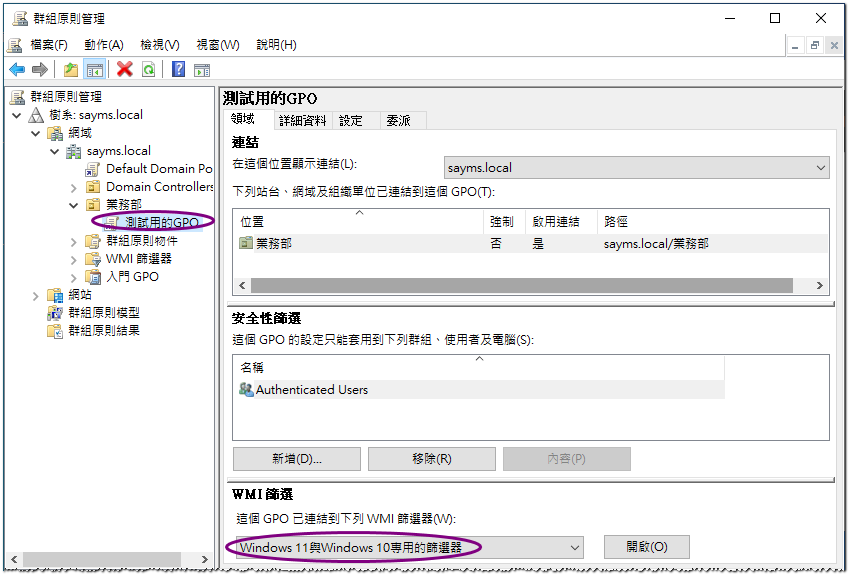 群組原則管理
檔案(F) 動作(A) 檢視(V) 視窗(W) 說明(H)
群組原則管理
樹系: sayms.local
網域
sayms.local
Default Domain Po
Domain Controllers
業務部
測試用的GPO
群組原則物件
WMI 篩選器
入門 GPO
網站
群組原則模型
群組原則結果
測試用的GPO
領域 詳細資料 設定 委派
連結
在這個位置顯示連結(L): sayms.local
下列站台、網域及組織單位已連結到這個 GPO(T):
位置 強制 啟用連結 路徑
業務部 否 是 sayms.local/業務部
安全性篩選
這個 GPO 的設定只能套用到下列群組、使用者及電腦(S):
名稱
Authenticated Users
新增(D)... 移除(R) 內容(P)
WMI 篩選
這個 GPO 已連結到下列 WMI 篩選器(W):
Windows 11與Windows 10專用的篩選器 開啟(O)